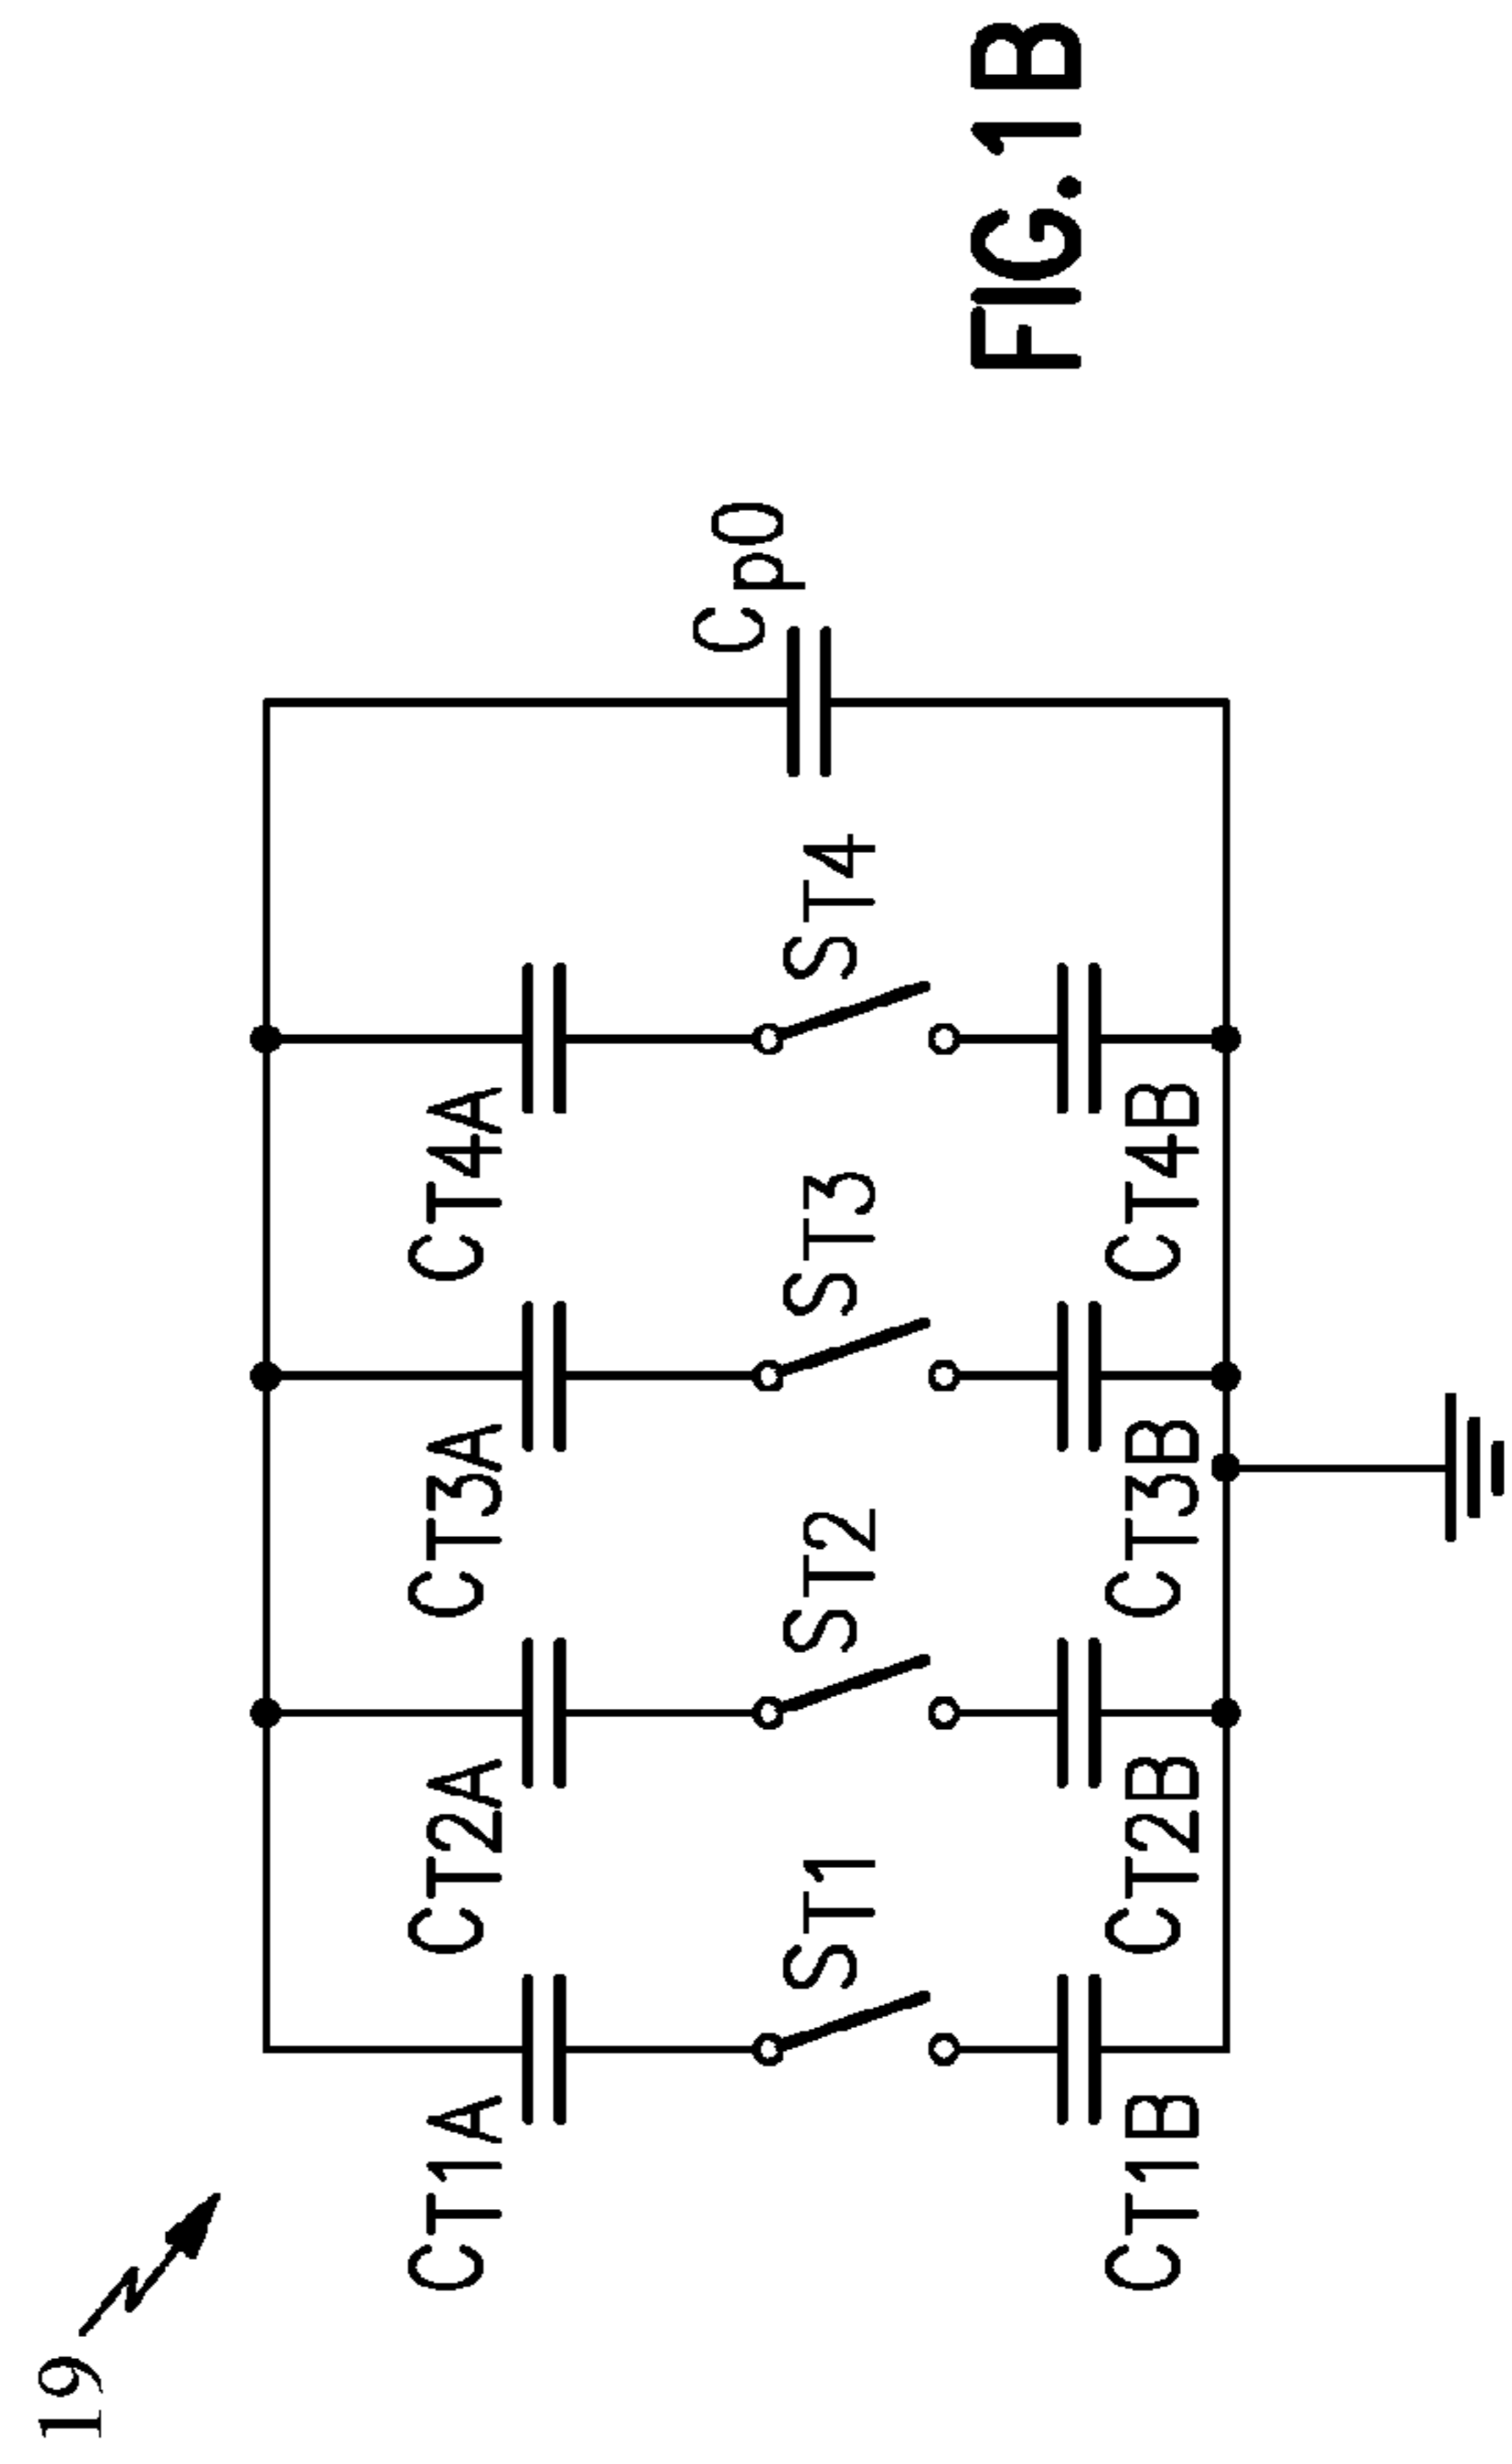 19
CT1A
CT2A
CT3A
CT4A
ST1
ST2
ST3
ST4
Cp0
CT1B
CT2B
CT3B
CT4B
FIG.1B